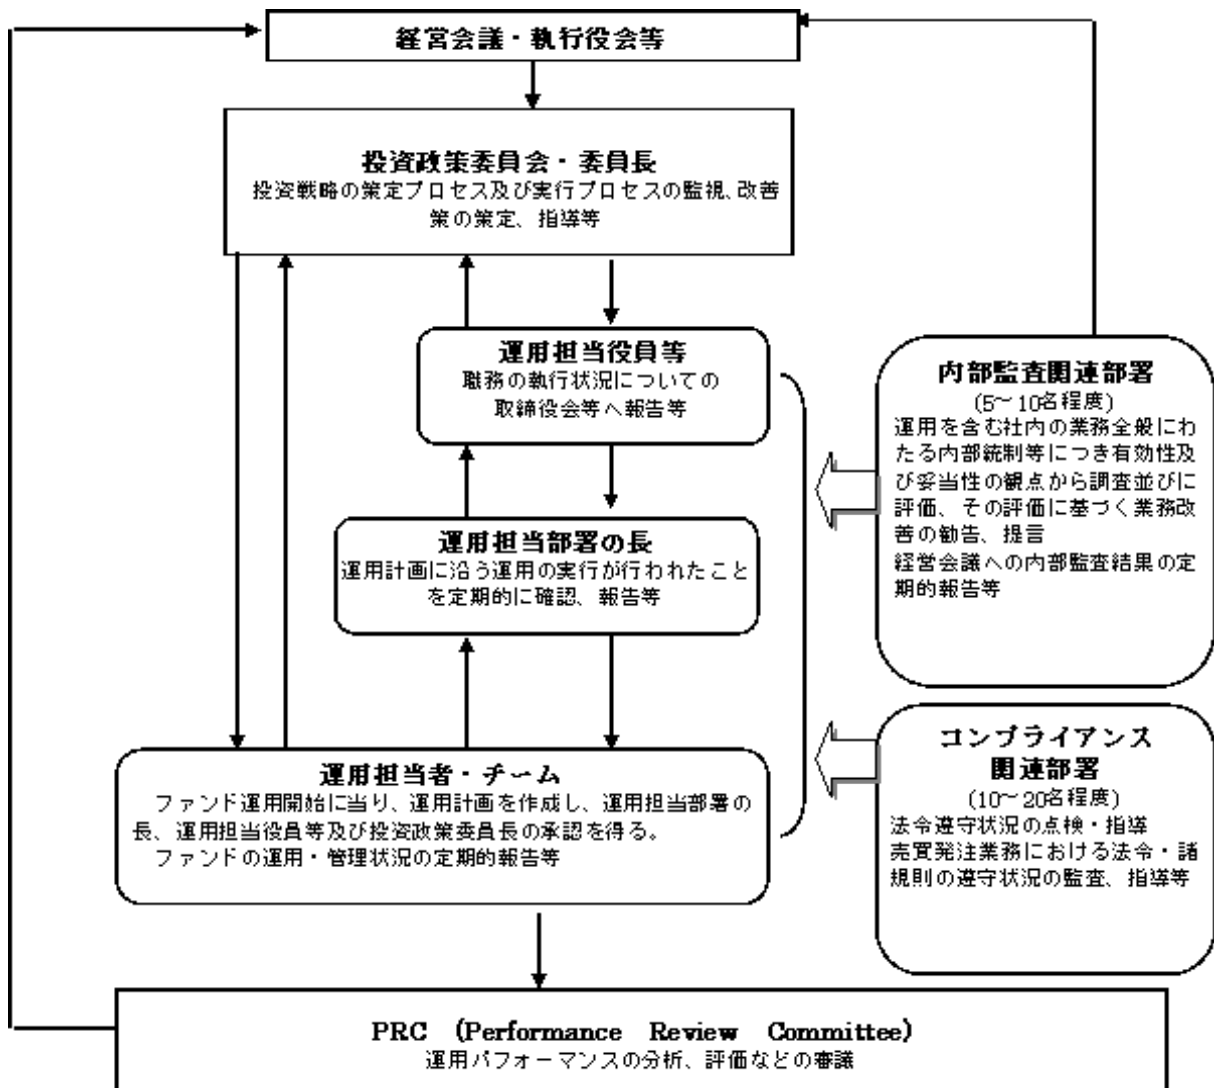 経営会議・執行役会等
投資政策委員会・委員長
投資戦略の策定プロセス及び実行プロセスの監視、改善
策の策定、指導等
運用担当役員等
職務の執行状況についての
取締役会等へ報告等
運用担当部署の長
運用計画に沿う運用の実行が行われたこと
を定期的に確認、報告等
運用担当者・チーム
ファンド運用開始に当り、運用計画を作成し、運用担当部署の
長、運用担当役員等及び投資政策委員長の承認を得る。
ファンドの運用・管理状況の定期的報告等
内部監査関連部署
(5〜10名程度)
運用を含む社内の業務全般にわ
たる内部統制等につき有効性及
び妥当性の観点から調査並びに
評価、その評価に基づく業務改
善の勧告、提言
経営会議への内部監査結果の定
期的報告等
コンプライアンス
関連部署
(10〜20名程度)
法令遵守状況の点検・指導
売買発注業務における法令・諸
規則の遵守状況の監査、指導等
PRC (Performance Review Committee)
運用パフォーマンスの分析、評価などの審議